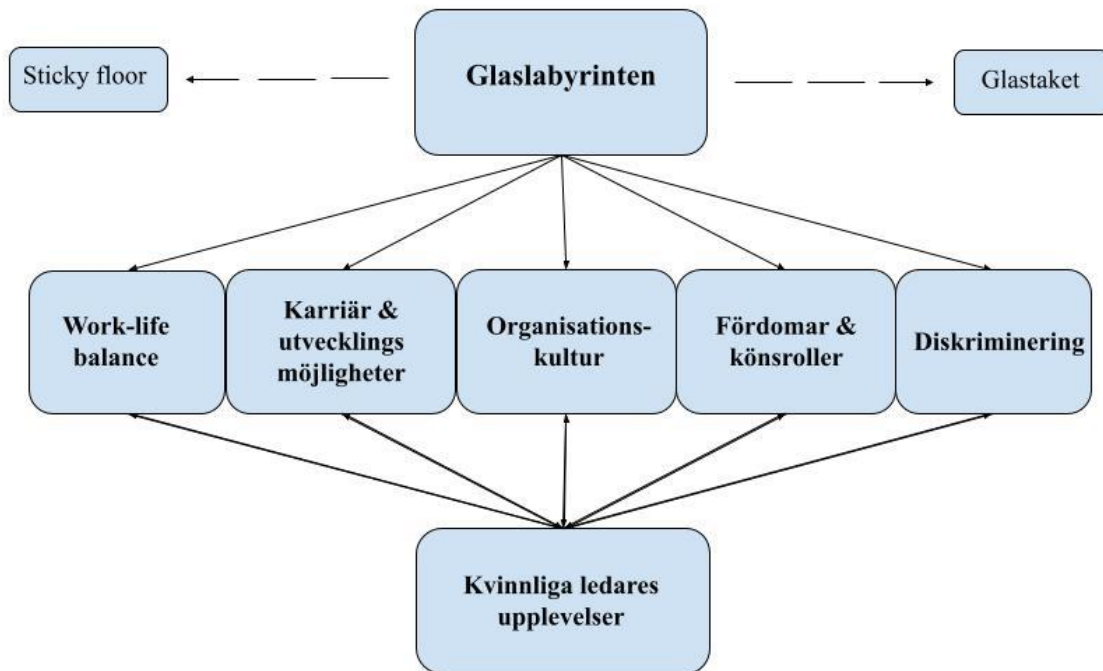 Sticky floor
Glaslabyrinten
Glastaket
Work-life
balance
Karriär &
utvecklings
möjligheter
Organisations-
kultur
Fördomar &
könsroller
Diskriminering
Kvinnliga ledares
upplevelser